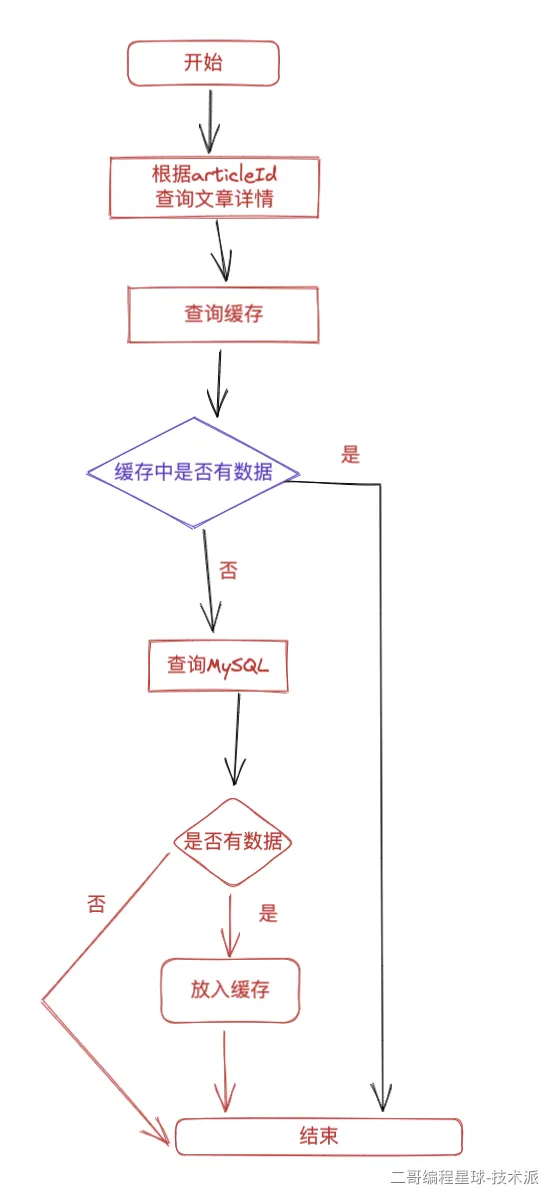 开始
根据articleId
查询文章详情
查询缓存
是
缓存中是否有数据
否
查询MySQL
是否有数据
否
是
放入缓存
结束
二哥编程星球-技术派